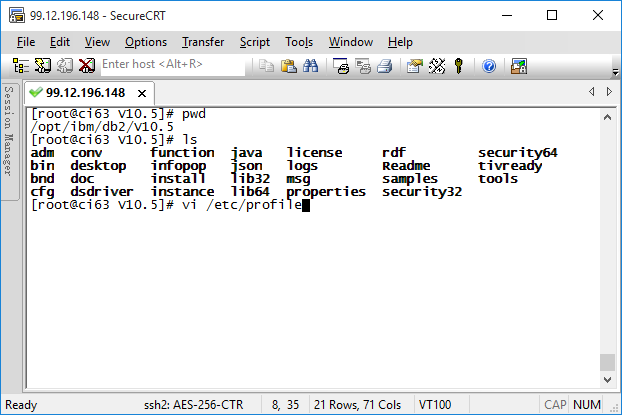 99.12.196.148 - SecureCRT
File Edit View Options Transfer Script Tools Window Help
Enter host <Alt+R>
Session Manager
99.12.196.148
[root@ci63 v10.5]# pwd
/opt/ibm/db2/v10.5
[root@ci63 v10.5]# ls
adm conv function java license rdf security64
bin desktop infopop json logs Readme tivready
bnd doc install lib32 msg samples tools
cfg dsdriver instance lib64 properties security32
[root@ci63 v10.5]# vi /etc/profile
Ready ssh2: AES-256-CTR 8, 35 21 Rows, 71 Cols VT100 CAP NUM